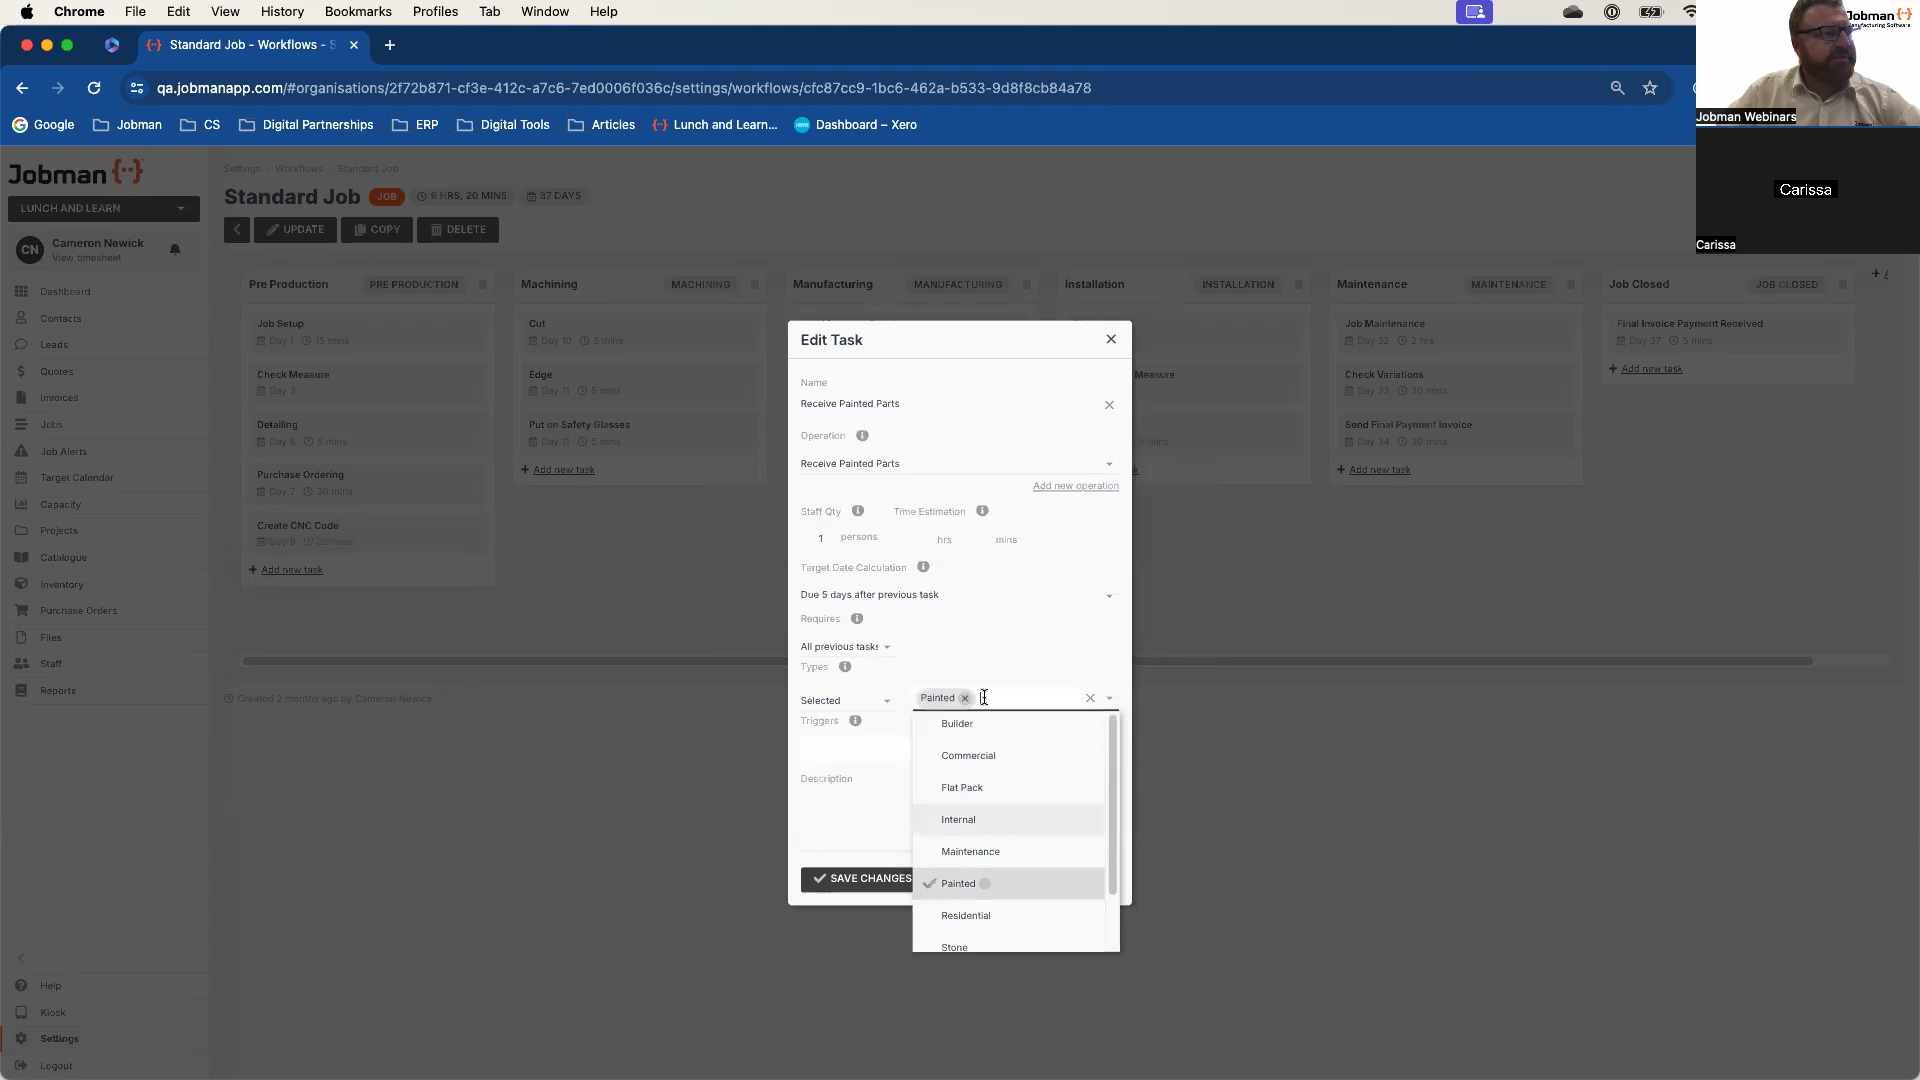 Chrome File Edit View History Bookmarks Profiles Tab Window Help
Jobman
Manufacturing Software
Standard Job - Workflows - S
qa.jobmanapp.com/#organisations/2f72b871-cf3e-412c-a7c6-7ed0006f036c/settings/workflows/cfc87cc9-1bc6-462a-b533-9d8f8cb84a78
Google Jobman CS Digital Partnerships ERP Digital Tools Articles Lunch and Learn... Dashboard – Xero
Jobman Webinars
Carissa
Carissa
Jobman
LUNCH AND LEARN
CN Cameron Newick
View timesheet
Dashboard
Contacts
Leads
Quotes
Invoices
Jobs
Job Alerts
Target Calendar
Capacity
Projects
Catalogue
Inventory
Purchase Orders
Files
Staff
Reports
Help
Kiosk
Settings
Logout
Settings Workflows Standard Job
Standard Job JOB 9 HRS, 20 MINS 37 DAYS
UPDATE COPY DELETE
Pre Production PRE PRODUCTION
Job Setup
Day 1 15 mins
Check Measure
Day 3
Detailing
Day 6 5 mins
Purchase Ordering
Day 7 30 mins
Create CNC Code
+ Add new task
Machining MACHINING
Cut
Day 10 5 mins
Edge
Day 11 5 mins
Put on Safety Glasses
Day 11 5 mins
+ Add new task
Manufacturing MANUFACTURING
Installation INSTALLATION
Measure
mins
Maintenance MAINTENANCE
Job Maintenance
Day 32 2 hrs
Check Variations
Day 33 30 mins
Send Final Payment Invoice
Day 34 30 mins
+ Add new task
Job Closed JOB CLOSED
Final Invoice Payment Received
Day 37 5 mins
+ Add new task
Created 2 months ago by Cameron Newick
Edit Task
Name
Receive Painted Parts
Operation
Receive Painted Parts
Add new operation
Staff Qty Time Estimation
1 persons hrs mins
Target Date Calculation
Due 5 days after previous task
Requires
All previous tasks
Types
Selected Painted
Triggers
Description
Builder
Commercial
Flat Pack
Internal
Maintenance
Painted
Residential
Stone
SAVE CHANGES